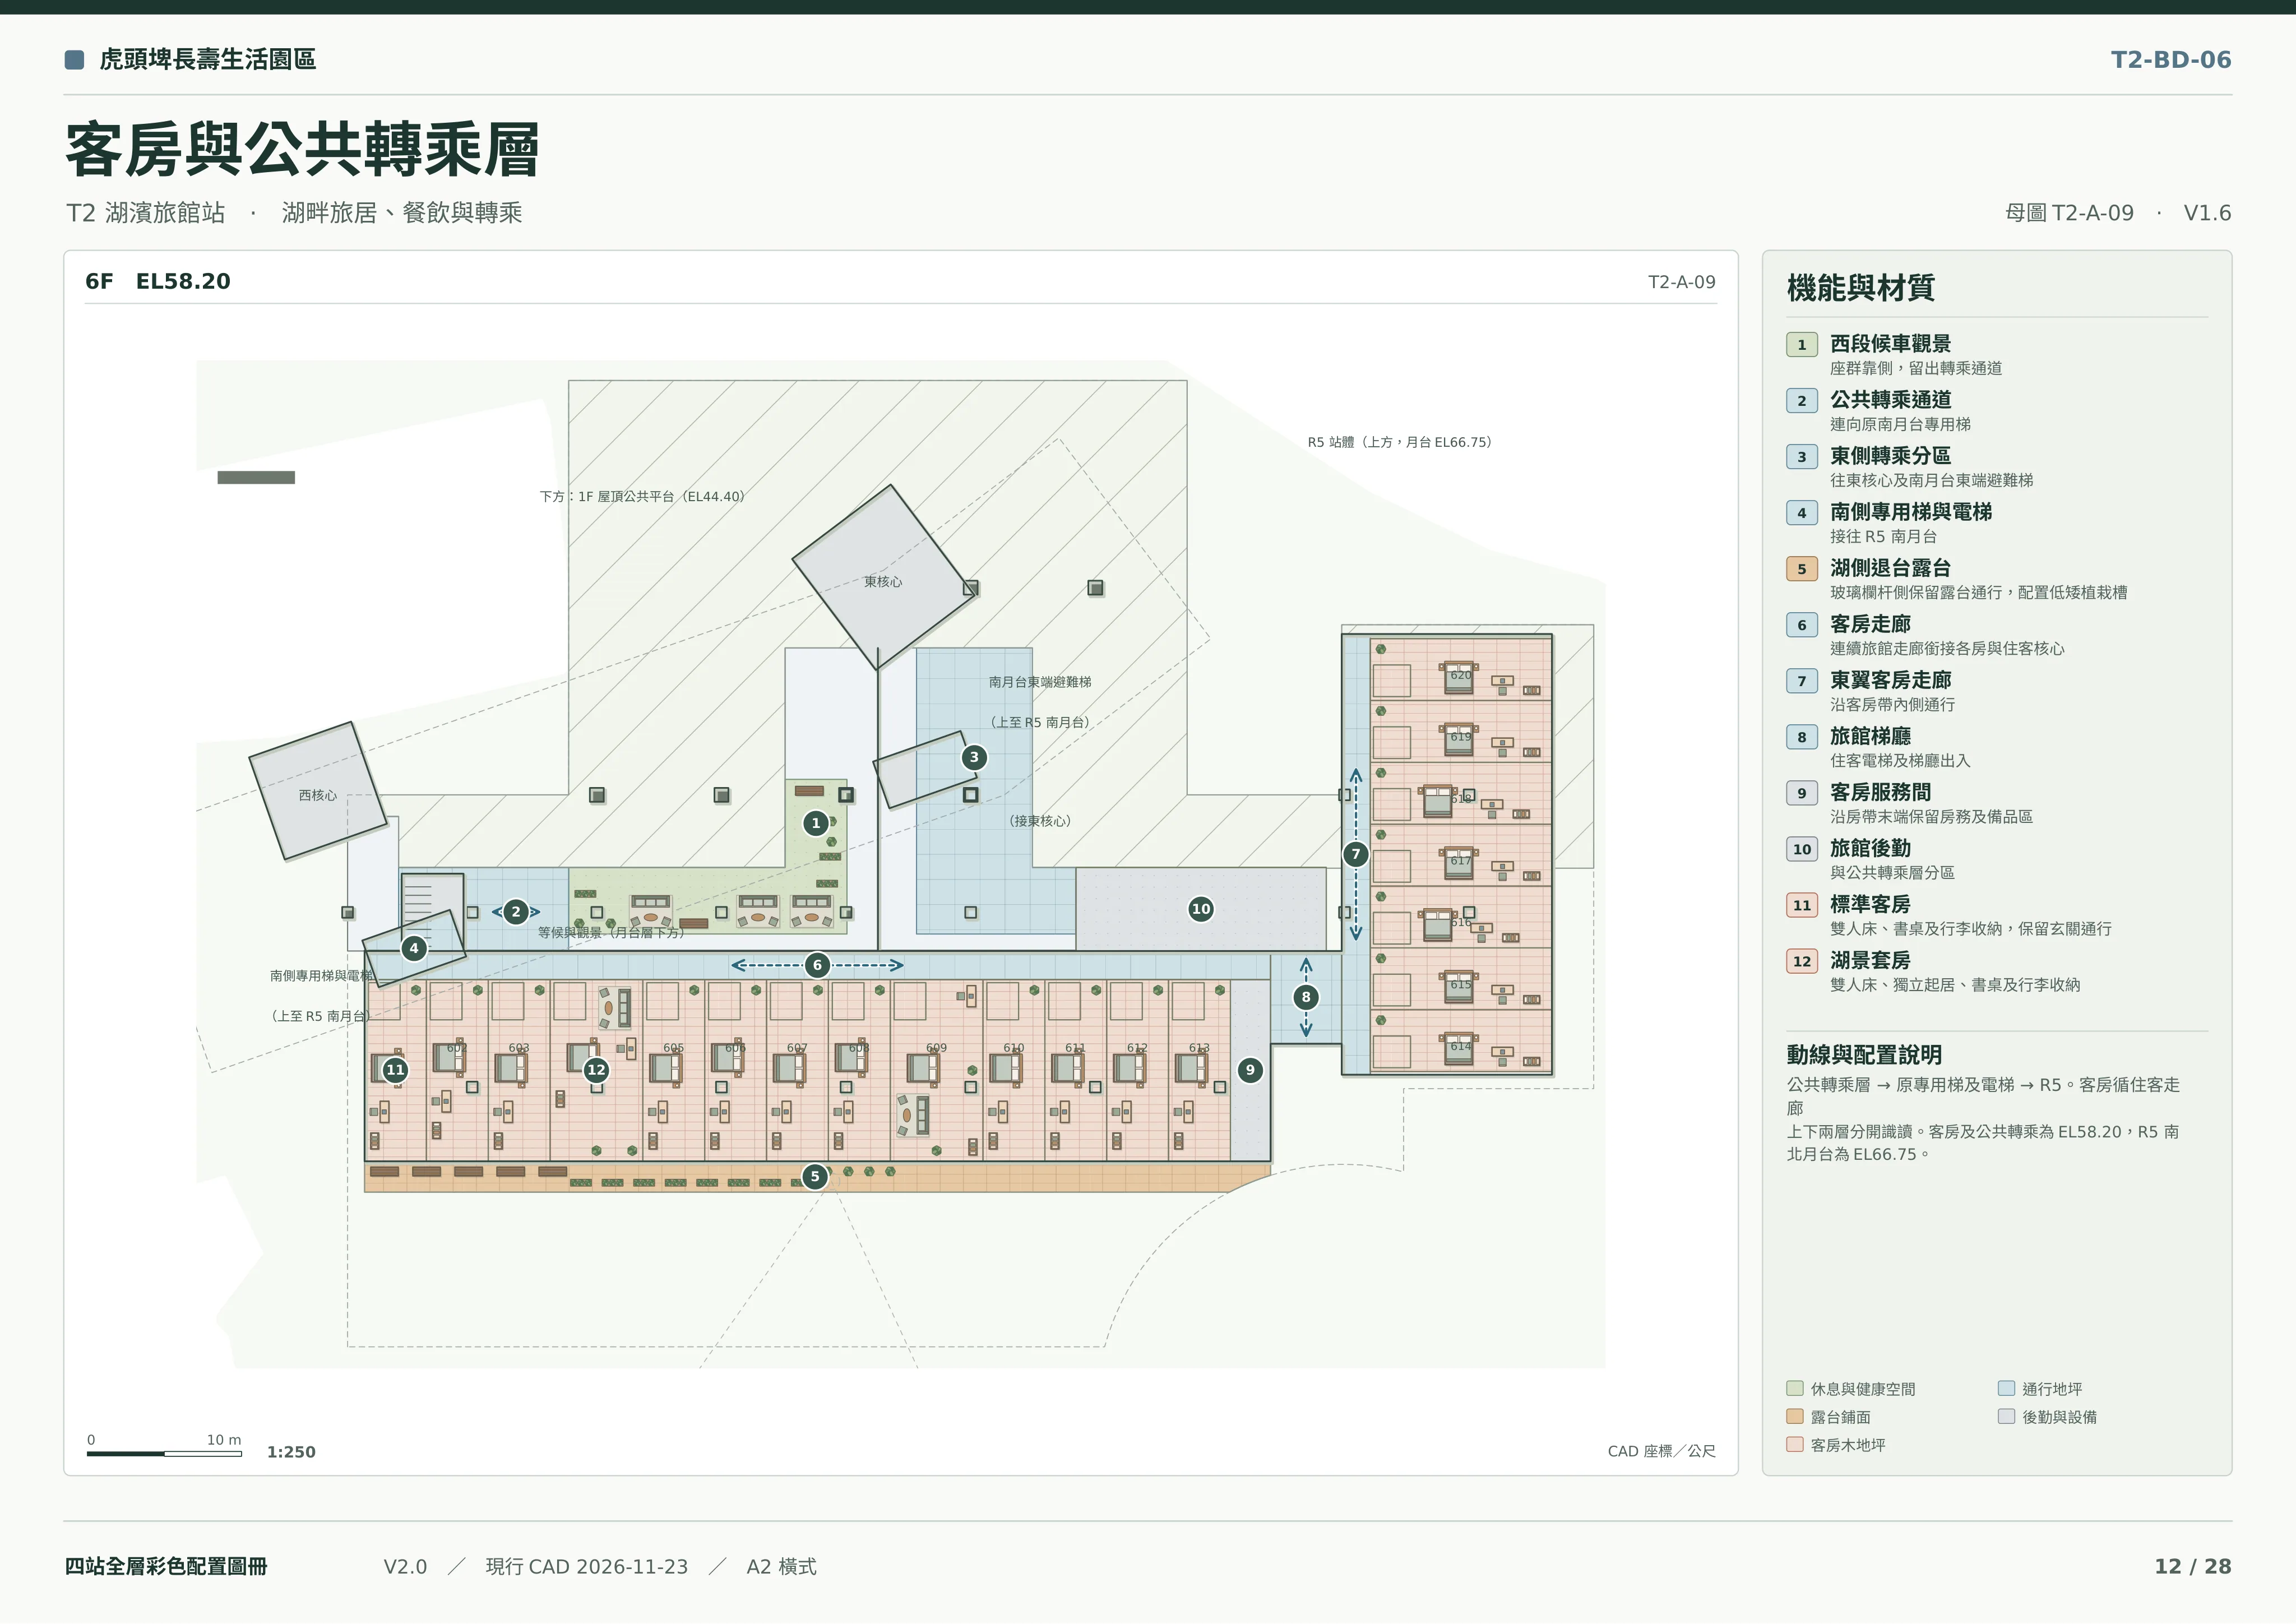 虎頭埤長壽生活園區
T2-BD-06
客房與公共轉乘層
T2 湖濱旅館站 · 湖畔旅居、餐飲與轉乘
母圖 T2-A-09 · V1.6
6F EL58.20
T2-A-09
R5 站體（上方，月台 EL66.75）
下方：1F 屋頂公共平台（EL44.40）
東核心
南月台東端避難梯
（上至 R5 南月台）
3
（接東核心）
西核心
1
2
等候與觀景（月台層下方）
4
南側專用梯與電梯
（上至 R5 南月台）
10
6
7
8
620
619
618
617
616
615
614
602
603
605
606
607
608
609
610
611
612
613
11
12
9
5
0
10 m
1:250
CAD 座標／公尺
機能與材質
1 西段候車觀景
座群靠側，留出轉乘通道
2 公共轉乘通道
連向原南月台專用梯
3 東側轉乘分區
往東核心及南月台東端避難梯
4 南側專用梯與電梯
接往 R5 南月台
5 湖側退台露台
玻璃欄杆側保留露台通行，配置低矮植栽槽
6 客房走廊
連續旅館走廊銜接各房與住客核心
7 東翼客房走廊
沿客房帶內側通行
8 旅館梯廳
住客電梯及梯廳出入
9 客房服務間
沿房帶末端保留房務及備品區
10 旅館後勤
與公共轉乘層分區
11 標準客房
雙人床、書桌及行李收納，保留玄關通行
12 湖景套房
雙人床、獨立起居、書桌及行李收納
動線與配置說明
公共轉乘層 → 原專用梯及電梯 → R5。客房循住客走
廊
上下兩層分開識讀。客房及公共轉乘為 EL58.20，R5 南
北月台為 EL66.75。
休息與健康空間
通行地坪
露台鋪面
後勤與設備
客房木地坪
四站全層彩色配置圖冊
V2.0 ／ 現行 CAD 2026-11-23 ／ A2 橫式
12 / 28